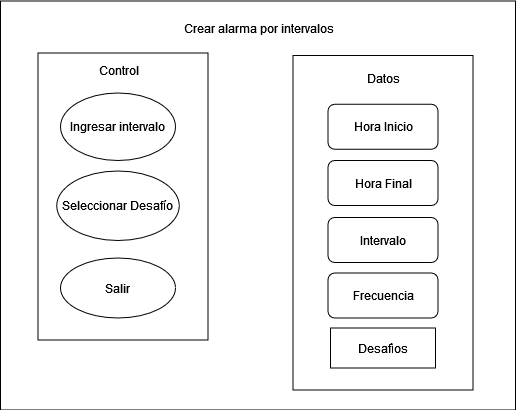 Crear alarma por intervalos
Control
Ingresar intervalo
Seleccionar Desafío
Salir
Datos
Hora Inicio
Hora Final
Intervalo
Frecuencia
Desafios